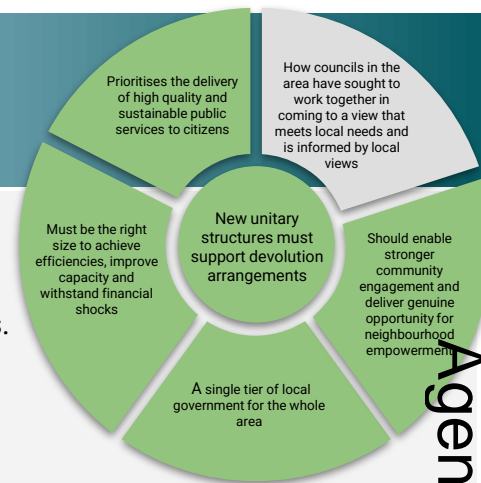 Prioritises the delivery
of high quality and
sustainable public
services to citizens
How councils in the
area have sought to
work together in
coming to a view that
meets local needs and
is informed by local
views
Must be the right
size to achieve
efficiencies, improve
capacity and
withstand financial
shocks
New unitary
structures must
support devolution
arrangements
Should enable
stronger
community
engagement and
deliver genuine
opportunity for
neighbourhood
empowerment
A single tier of local
government for the whole
area
Agen